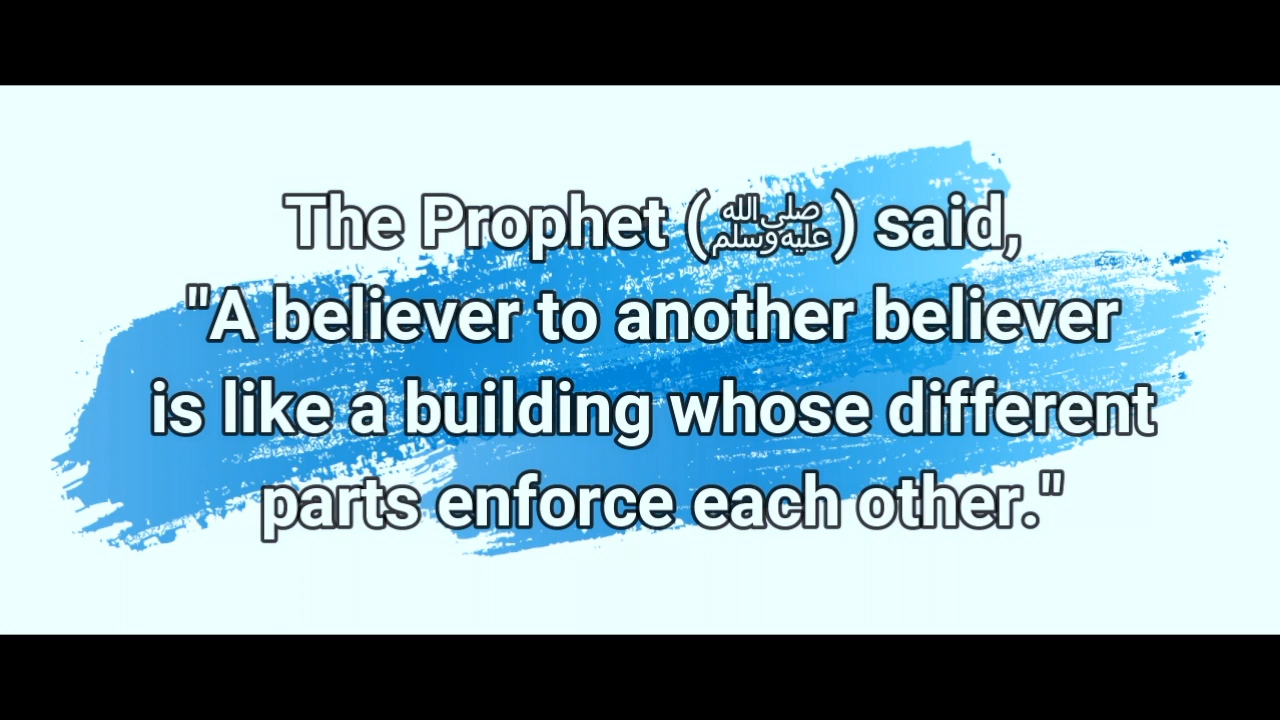 The Prophet (ﷺ) said,
"A believer to another believer
is like a building whose different
parts enforce each other."